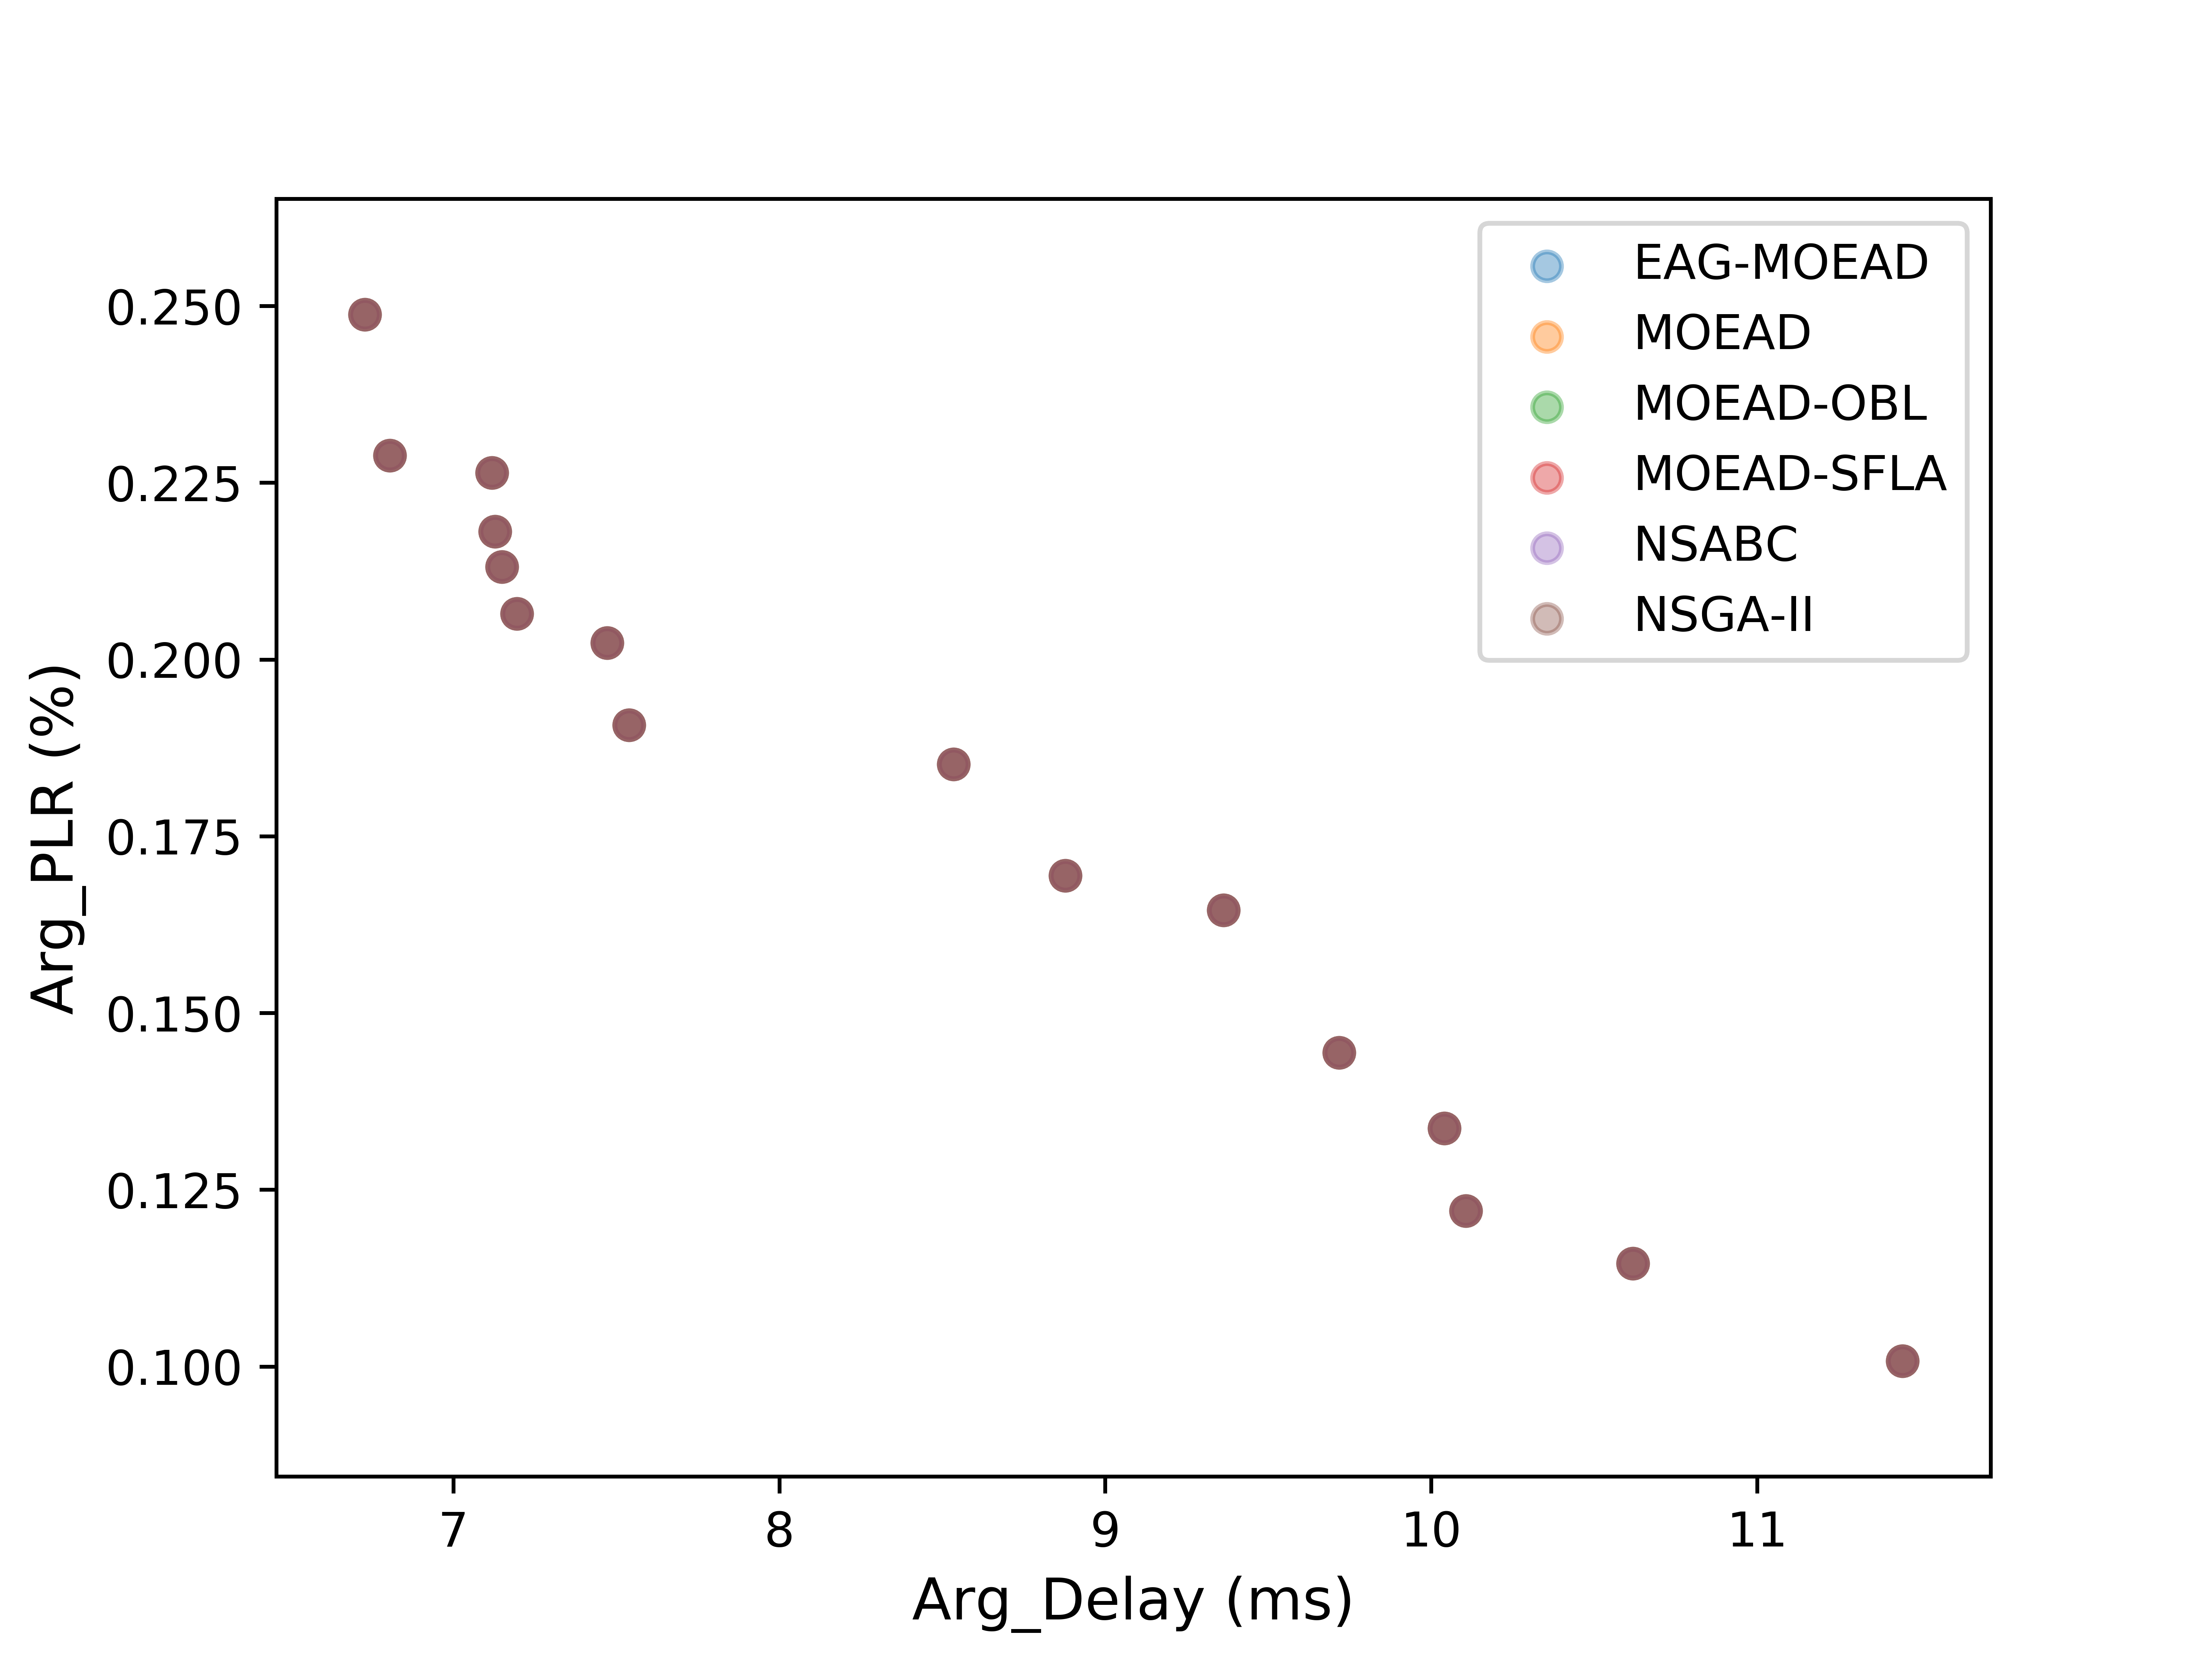 EAG-MOEAD
MOEAD
MOEAD-OBL
MOEAD-SFLA
NSABC
NSGA-II
0.250
0.225
0.200
0.175
0.150
0.125
0.100
Arg_PLR (%)
7 8 9 10 11
Arg_Delay (ms)